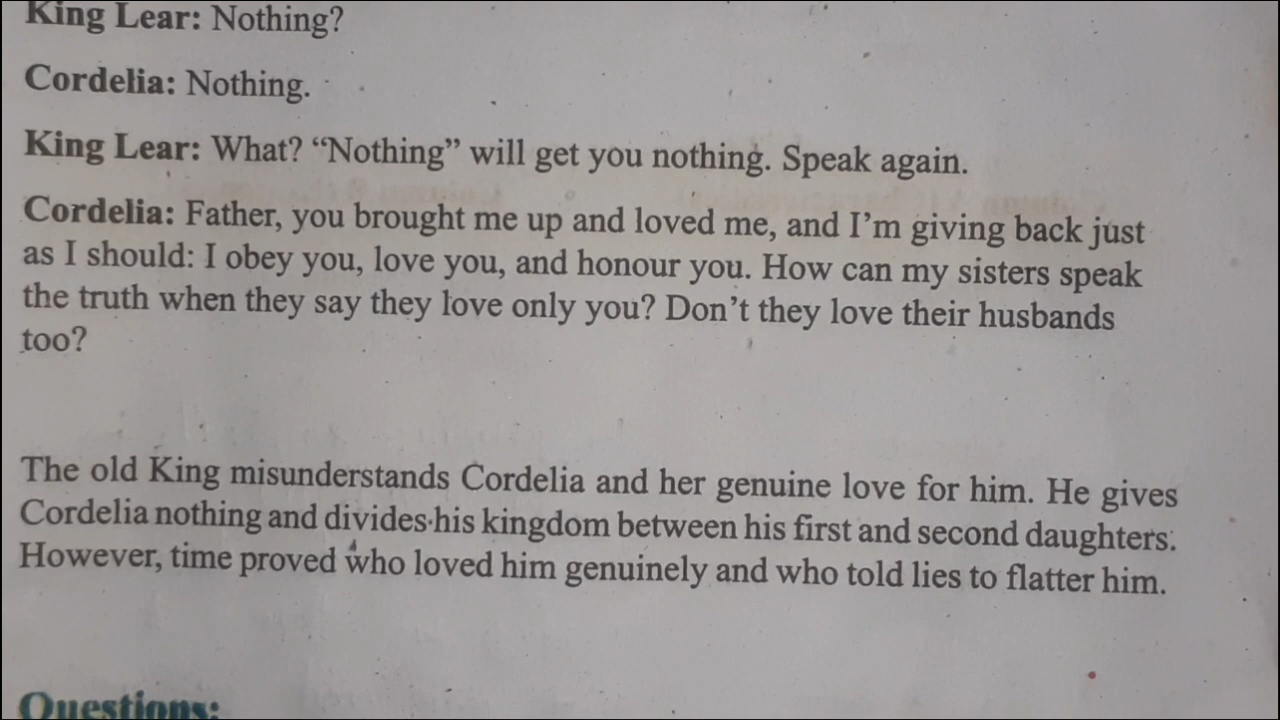 King Lear: Nothing?
Cordelia: Nothing.
King Lear: What? “Nothing” will get you nothing. Speak again.
Cordelia: Father, you brought me up and loved me, and I’m giving back just
as I should: I obey you, love you, and honour you. How can my sisters speak
the truth when they say they love only you? Don’t they love their husbands
too?
The old King misunderstands Cordelia and her genuine love for him. He gives
Cordelia nothing and divides his kingdom between his first and second daughters.
However, time proved who loved him genuinely and who told lies to flatter him.
Questions: